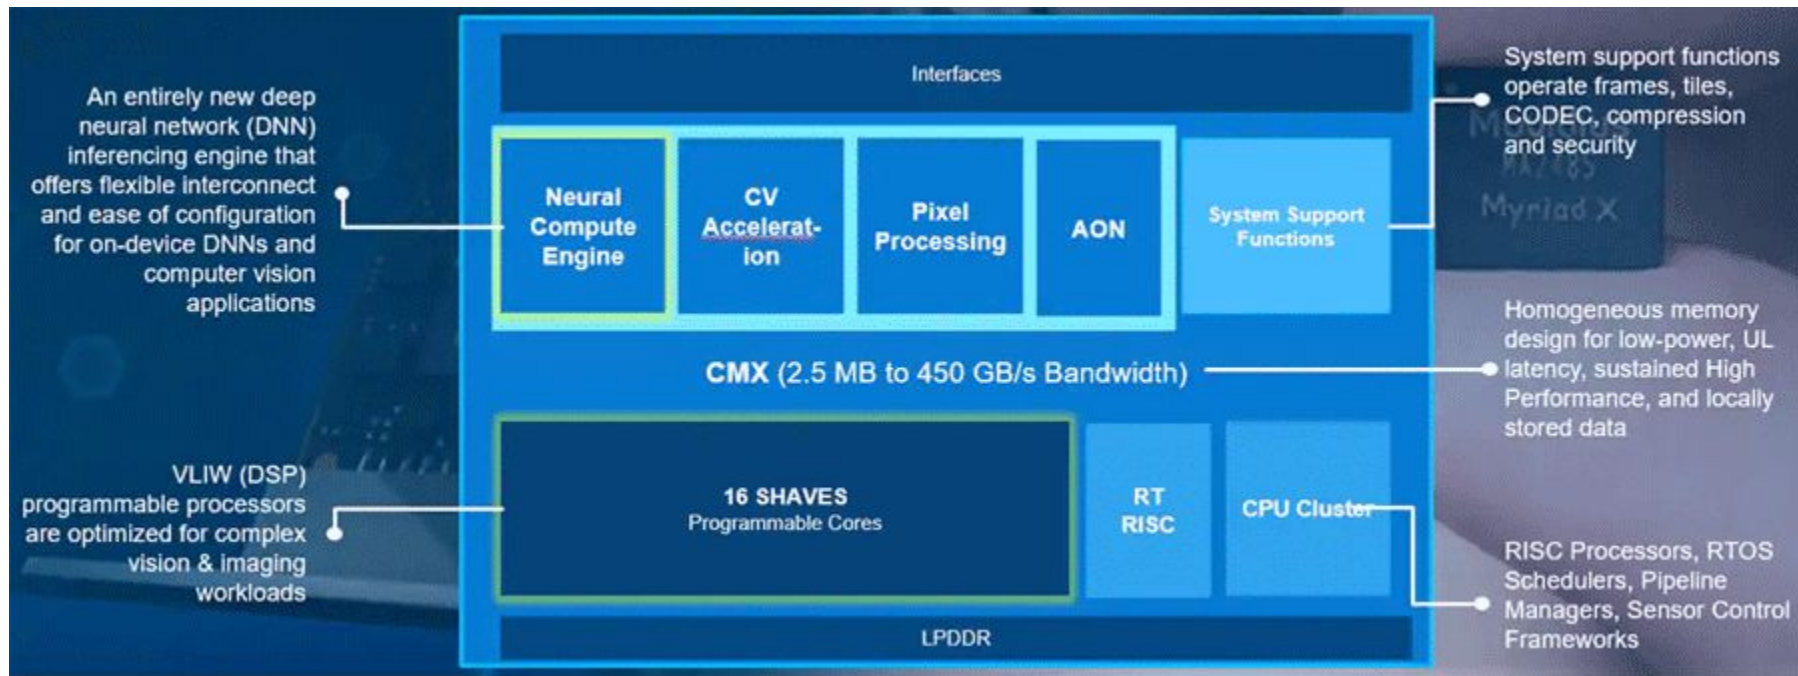 An entirely new deep
neural network (DNN)
inferencing engine that
offers flexible interconnect
and ease of configuration
for on-device DNNs and
computer vision
applications
VLIW (DSP)
programmable processors
are optimized for complex
vision & imaging
workloads
Interfaces
Neural
Compute
Engine
CV
Accelerat-
ion
Pixel
Processing
AON
System Support
Functions
CMX (2.5 MB to 450 GB/s Bandwidth)
16 SHAVES
Programmable Cores
RT
RISC
CPU Cluster
LPDDR
System support functions
operate frames, tiles,
CODEC, compression
and security
Myriad X
Homogeneous memory
design for low-power, UL
latency, sustained High
Performance, and locally
stored data
RISC Processors, RTOS
Schedulers, Pipeline
Managers, Sensor Control
Frameworks